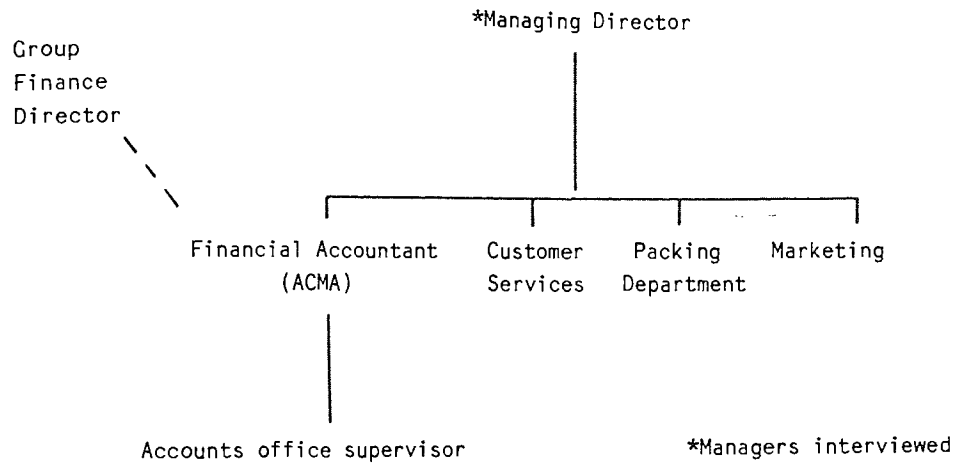 *Managing Director
Group
Finance
Director
Financial Accountant
(ACMA)
Customer
Services
Packing
Department
Marketing
Accounts office supervisor
*Managers interviewed